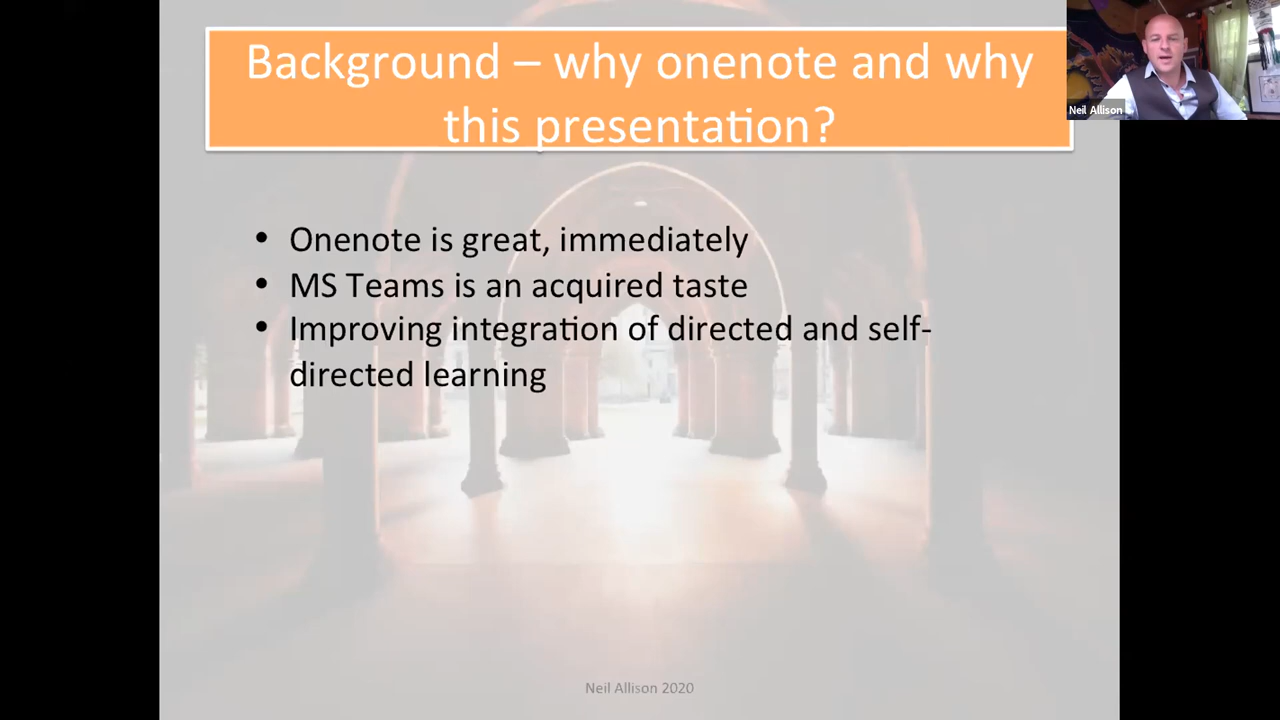 Background – why onenote and why
this presentation?
Neil Allison
• Onenote is great, immediately
• MS Teams is an acquired taste
• Improving integration of directed and self-
directed learning
Neil Allison 2020